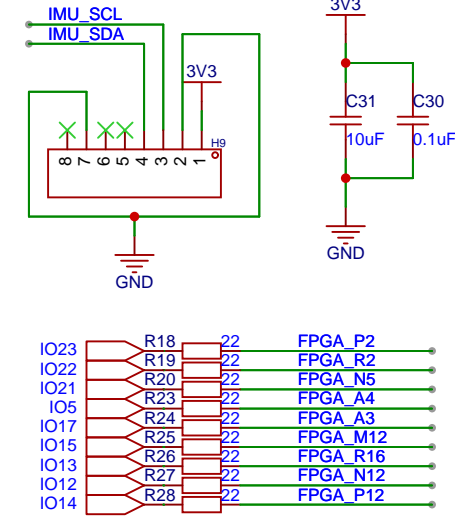 3V3
IMU_SCL
IMU_SDA
3V3
H9
8 7 6 5 4 3 2 1
GND
C31
C30
10uF
0.1uF
GND
IO23 R18 22 FPGA_P2
IO22 R19 22 FPGA_R2
IO21 R20 22 FPGA_N5
IO5 R23 22 FPGA_A4
IO17 R24 22 FPGA_A3
IO15 R25 22 FPGA_M12
IO13 R26 22 FPGA_R16
IO12 R27 22 FPGA_N12
IO14 R28 22 FPGA_P12